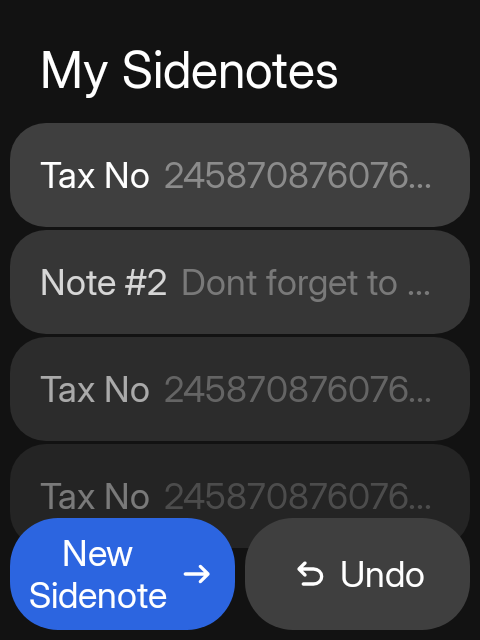 My Sidenotes
Tax No 245870876076...
Note #2 Dont forget to ...
Tax No 245870876076...
Tax No 245870876076...
New
Sidenote
Undo